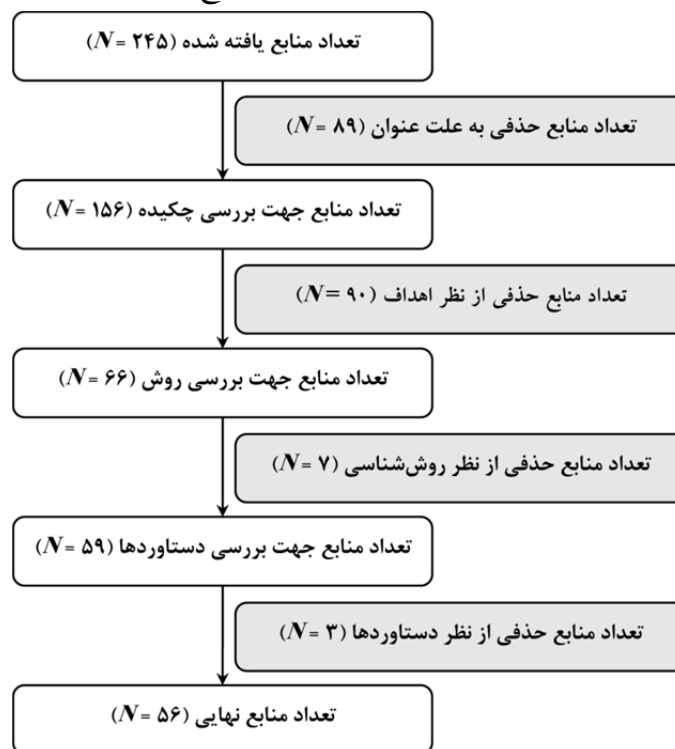 تعداد منابع یافته شده (N = ۲۴۵)
تعداد منابع حذفی به علت عنوان (N = ۸۹)
تعداد منابع جهت بررسی چکیده (N = ۱۵۶)
تعداد منابع حذفی از نظر اهداف (N = ۹۰)
تعداد منابع جهت بررسی روش (N = ۶۶)
تعداد منابع حذفی از نظر روش‌شناسی (N = ۷)
تعداد منابع جهت بررسی دستاوردها (N = ۵۹)
تعداد منابع حذفی از نظر دستاوردها (N = ۳)
تعداد منابع نهایی (N = ۵۶)